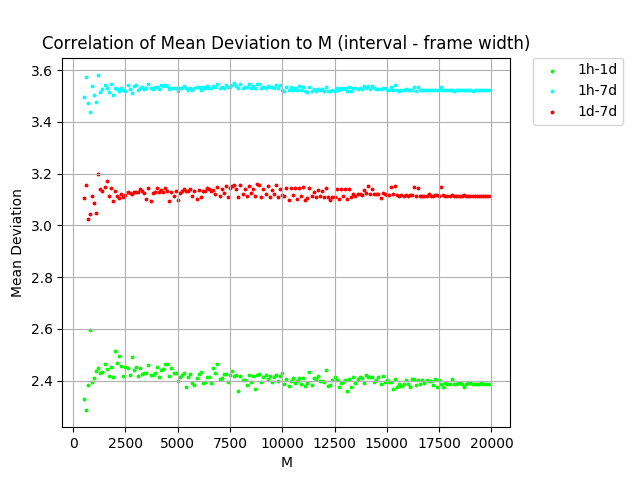 Correlation of Mean Deviation to M (interval - frame width)
1h-1d
1h-7d
1d-7d
Mean Deviation
3.6
3.4
3.2
3.0
2.8
2.6
2.4
0 2500 5000 7500 10000 12500 15000 17500 20000
M